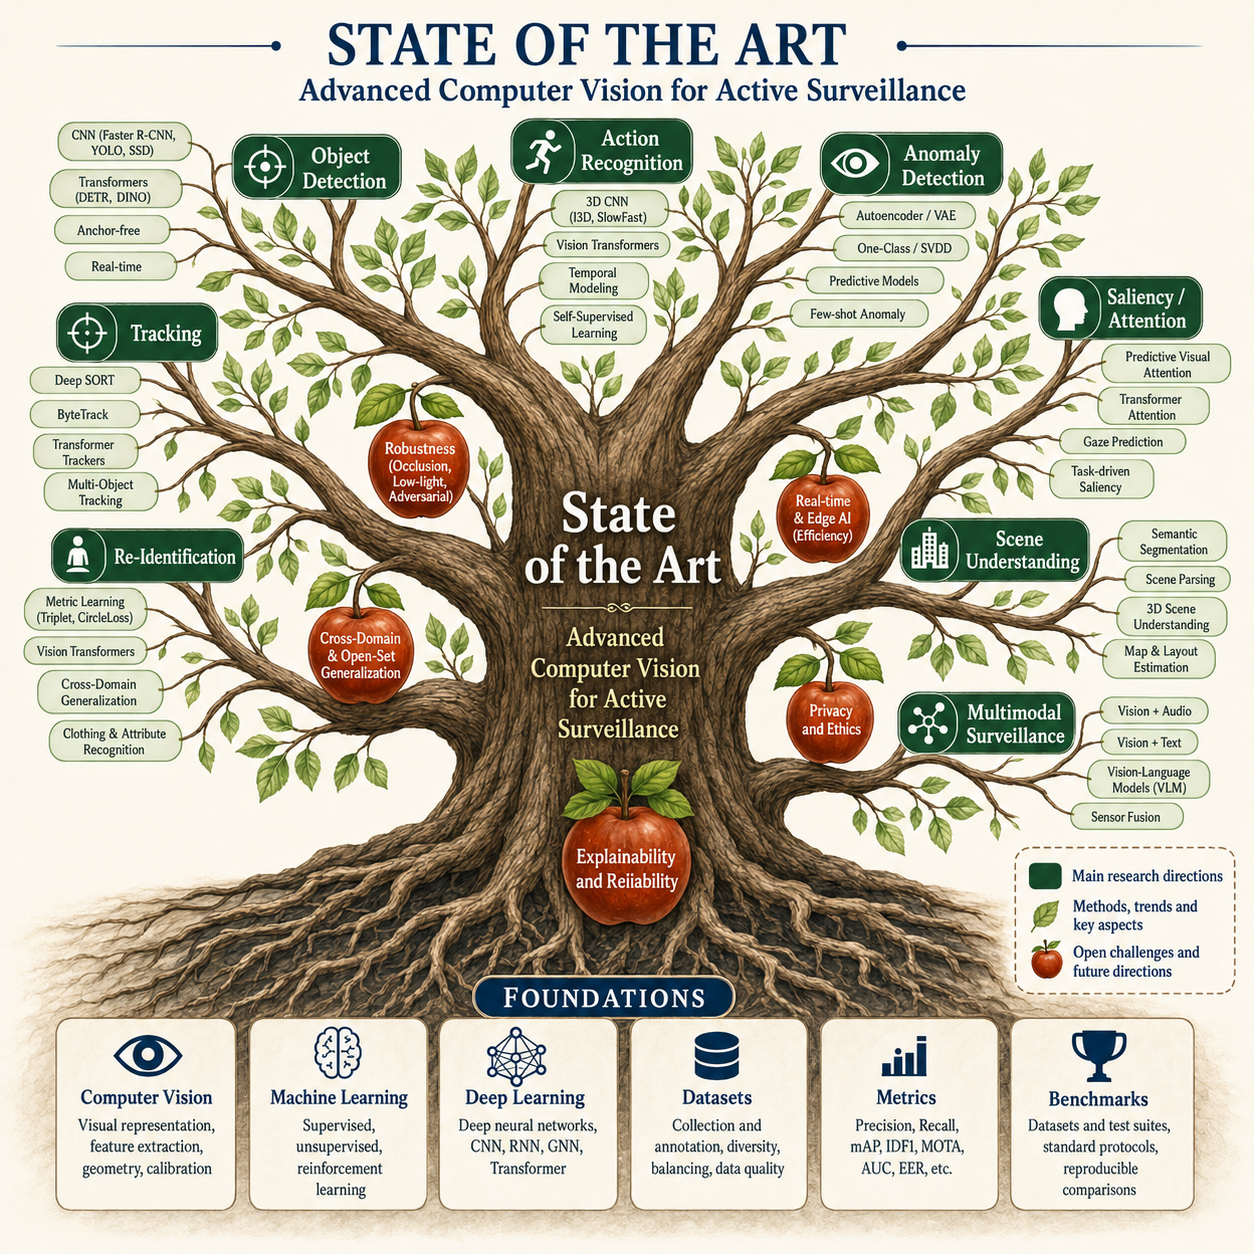 STATE OF THE ART
Advanced Computer Vision for Active Surveillance
CNN (Faster R-CNN,
YOLO, SSD)
Transformers
(DETR, DINO)
Anchor-free
Real-time
Object
Detection
Action
Recognition
3D CNN
(I3D, SlowFast)
Vision Transformers
Temporal
Modeling
Self-Supervised
Learning
Anomaly
Detection
Autoencoder / VAE
One-Class / SVDD
Predictive Models
Few-shot Anomaly
Saliency /
Attention
Predictive Visual
Attention
Transformer
Attention
Gaze Prediction
Task-driven
Saliency
Tracking
Deep SORT
ByteTrack
Transformer
Trackers
Multi-Object
Tracking
Robustness
(Occlusion,
Low-light,
Adversarial)
Real-time
& Edge AI
(Efficiency)
State
of the Art
Advanced
Computer Vision
for Active
Surveillance
Scene
Understanding
Semantic
Segmentation
Scene Parsing
3D Scene
Understanding
Map & Layout
Estimation
Re-Identification
Metric Learning
(Triplet, CircleLoss)
Vision Transformers
Cross-Domain
Generalization
Clothing & Attribute
Recognition
Cross-Domain
& Open-Set
Generalization
Privacy
and Ethics
Multimodal
Surveillance
Vision + Audio
Vision + Text
Vision-Language
Models (VLM)
Sensor Fusion
Explainability
and Reiiability
Main research directions
Methods, trends and
key aspects
Open challenges and
future directions
FOUNDATIONS
Computer Vision
Visual representation,
feature extraction,
geometry, calibration
Machine Learning
Supervised,
unsupervised,
reinforcement
learning
Deep Learning
Deep neural networks,
CNN, RNN, GNN,
Transformer
Datasets
Collection and
annotation, diversity,
balancing, data quality
Metrics
Precision, Recall,
mAP, IDF1, MOTA,
AUC, EER, etc.
Benchmarks
Datasets and test suites,
standard protocols,
reproducible
comparisons